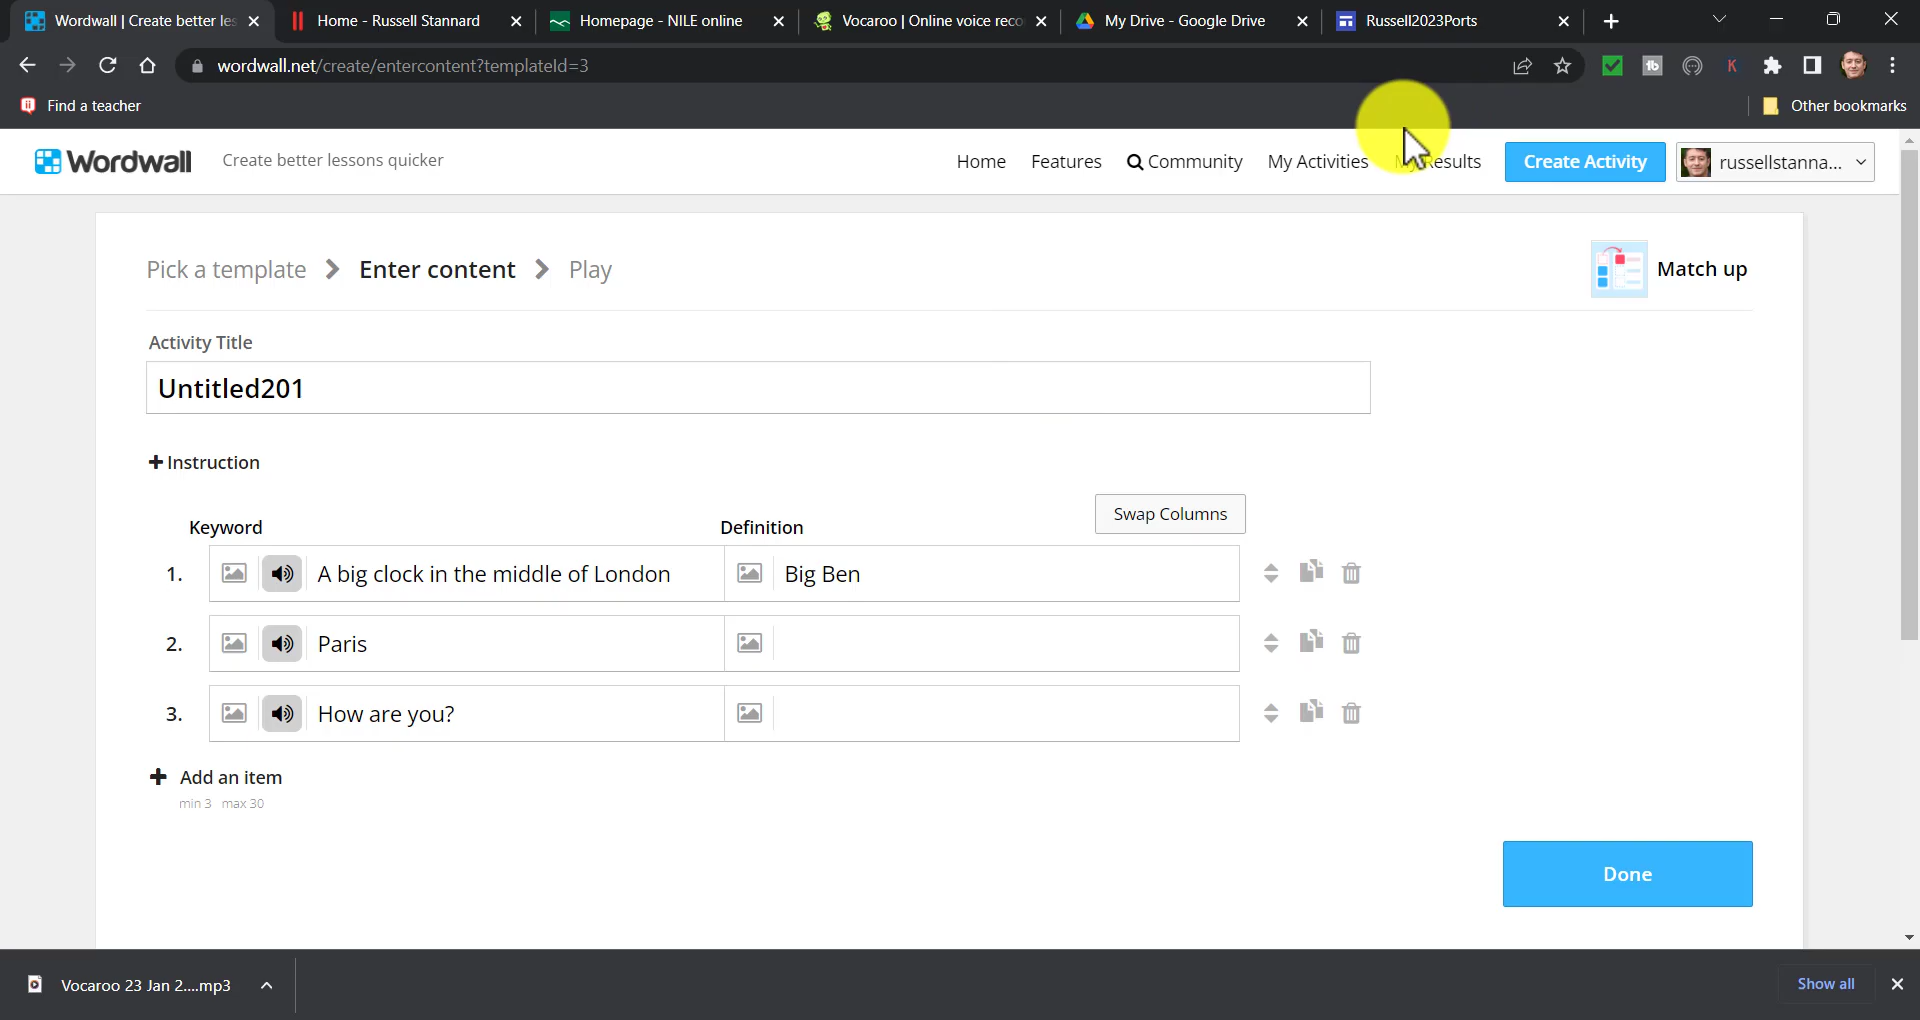 Wordwall | Create better les
Home - Russell Stannard
Homepage - NILE online
Vocaroo | Online voice reco
My Drive - Google Drive
Russell2023Ports
wordwall.net/create/entercontent?templateId=3
Find a teacher
Other bookmarks
Wordwall
Create better lessons quicker
Home
Features
Community
My Activities
My Results
Create Activity
russellstanna...
Pick a template
Enter content
Play
Match up
Activity Title
Untitled201
Instruction
Swap Columns
Keyword
Definition
1. A big clock in the middle of London Big Ben
2. Paris
3. How are you?
Add an item
min 3 max 30
Done
Vocaroo 23 Jan 2....mp3
Show all